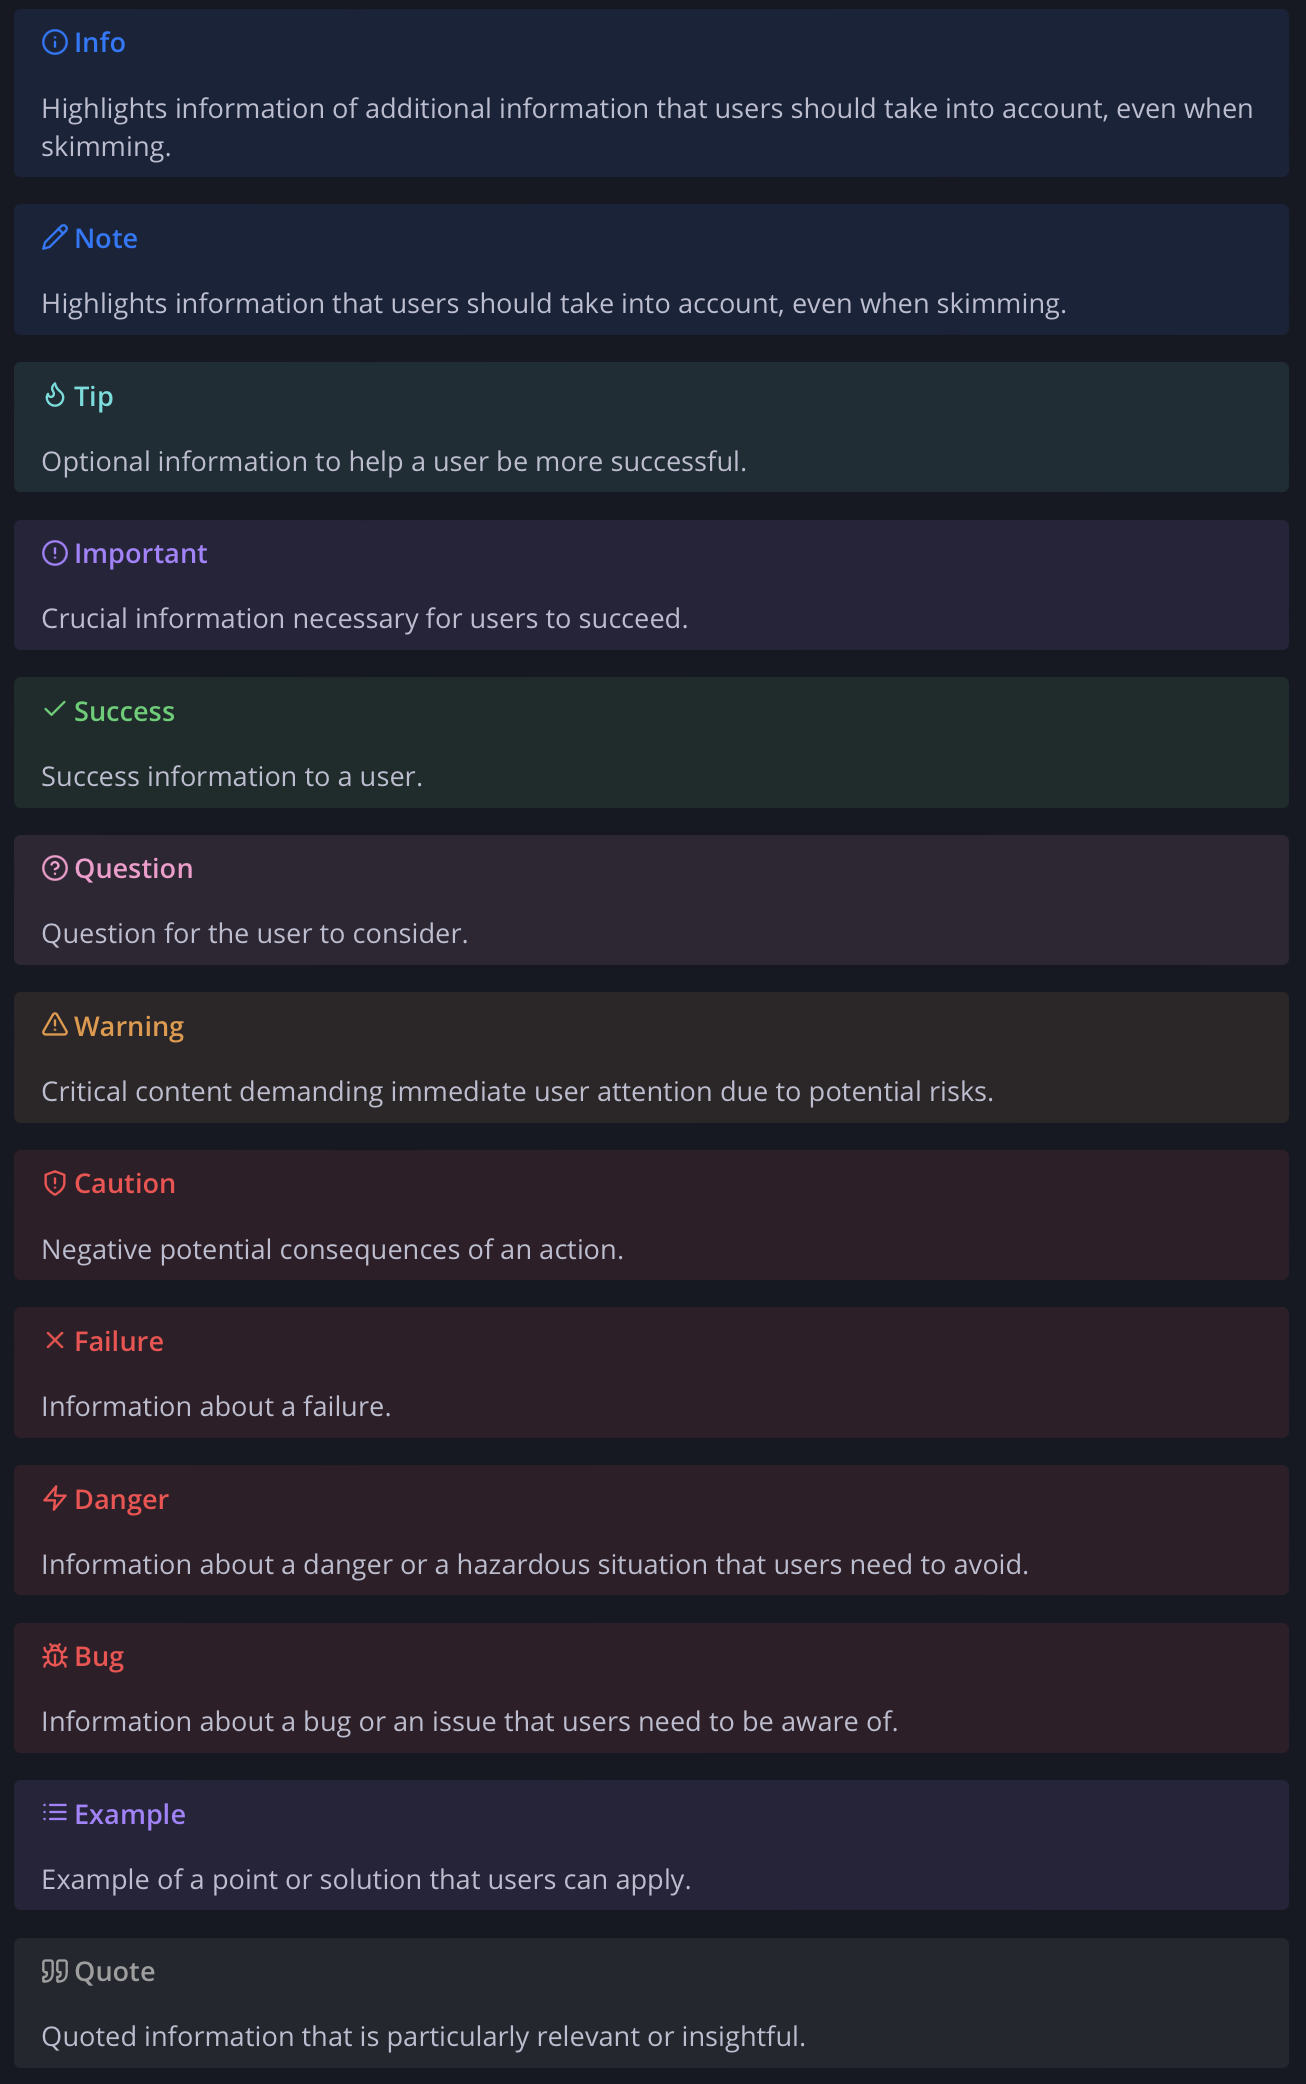 Info
Highlights information of additional information that users should take into account, even when
skimming.
Note
Highlights information that users should take into account, even when skimming.
Tip
Optional information to help a user be more successful.
Important
Crucial information necessary for users to succeed.
Success
Success information to a user.
Question
Question for the user to consider.
Warning
Critical content demanding immediate user attention due to potential risks.
Caution
Negative potential consequences of an action.
Failure
Information about a failure.
Danger
Information about a danger or a hazardous situation that users need to avoid.
Bug
Information about a bug or an issue that users need to be aware of.
Example
Example of a point or solution that users can apply.
Quote
Quoted information that is particularly relevant or insightful.